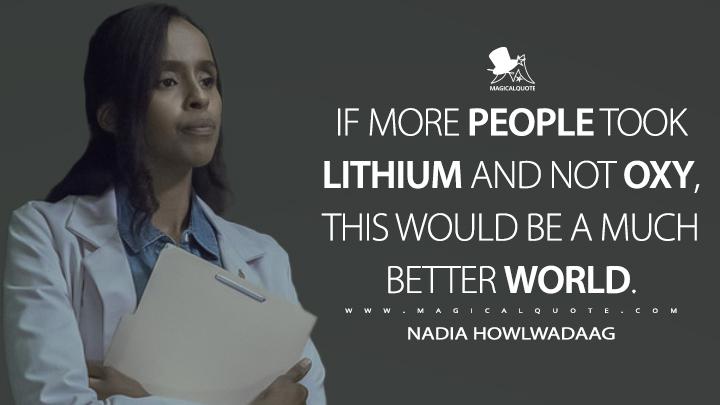 MAGICALQUOTE
IF MORE PEOPLE TOOK
LITHIUM AND NOT OXY,
THIS WOULD BE A MUCH
BETTER WORLD.
WWW.MAGICALQUOTE.COM
NADIA HOWLWADAAG